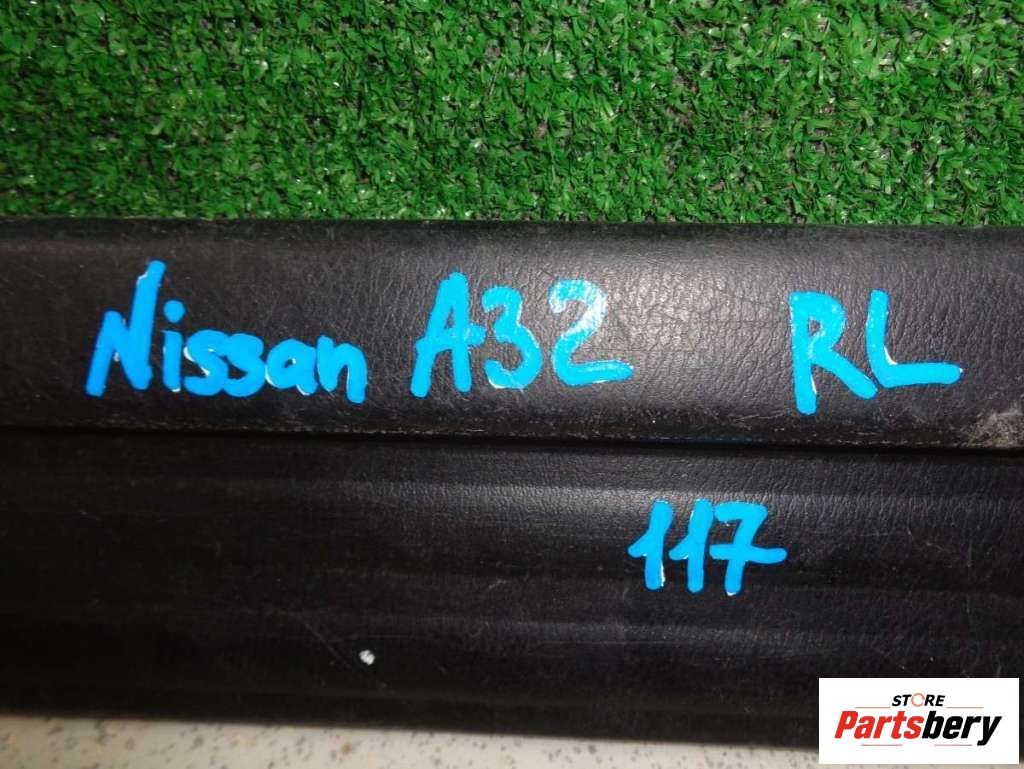 Nissan A32 RL
117
STORE
Partsbery